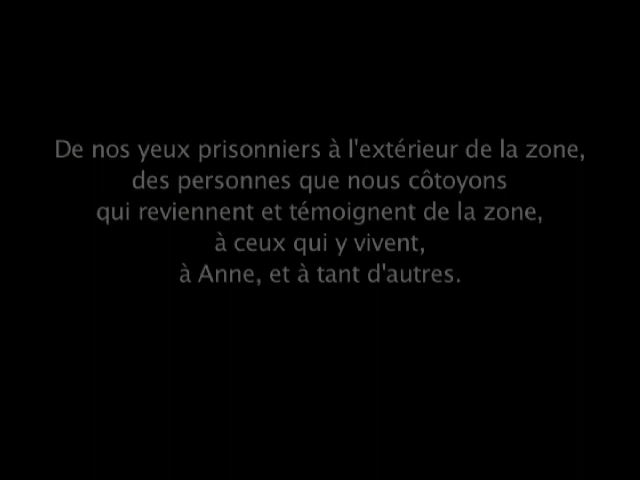 De nos yeux prisonniers à l'extérieur de la zone,
des personnes que nous côtoyons
qui reviennent et témoignent de la zone,
à ceux qui y vivent,
à Anne, et à tant d'autres.